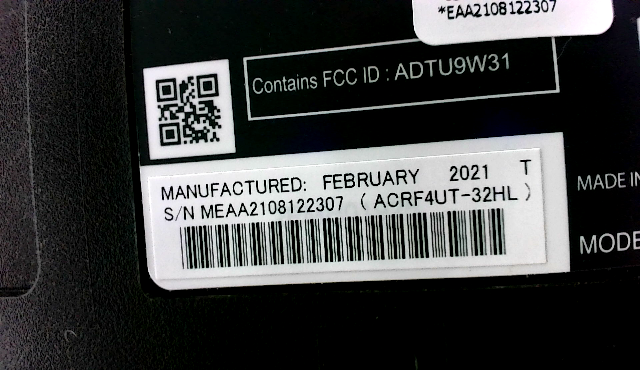 *EAA2108122307
Contains FCC ID : ADTU9W31
MANUFACTURED: FEBRUARY 2021 T
S/N MEAA2108122307 ( ACRF4UT-32HL )
MADE IN
MODE